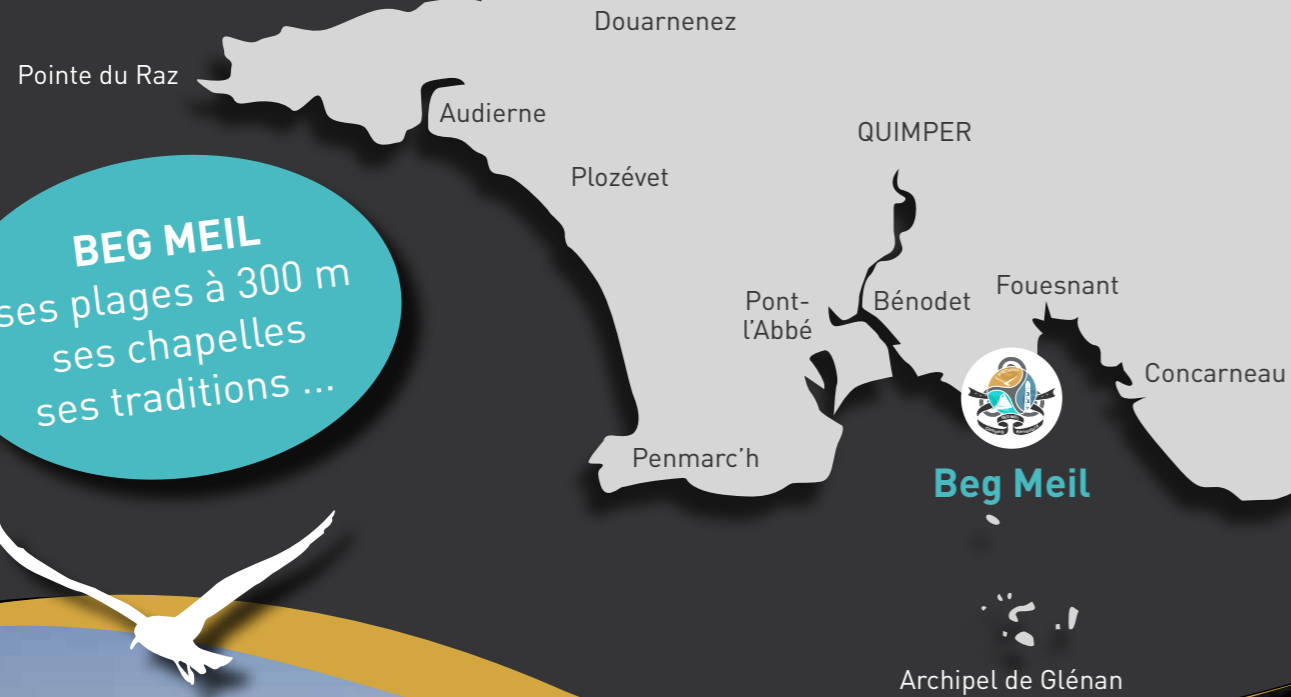 Douarnenez
Pointe du Raz
Audierne
QUIMPER
Plozévet
BEG MEIL
ses plages à 300 m
ses chapelles
ses traditions ...
Pont-
l'Abbé
Bénodet
Fouesnant
Concarneau
Penmarc'h
Beg Meil
Archipel de Glénan